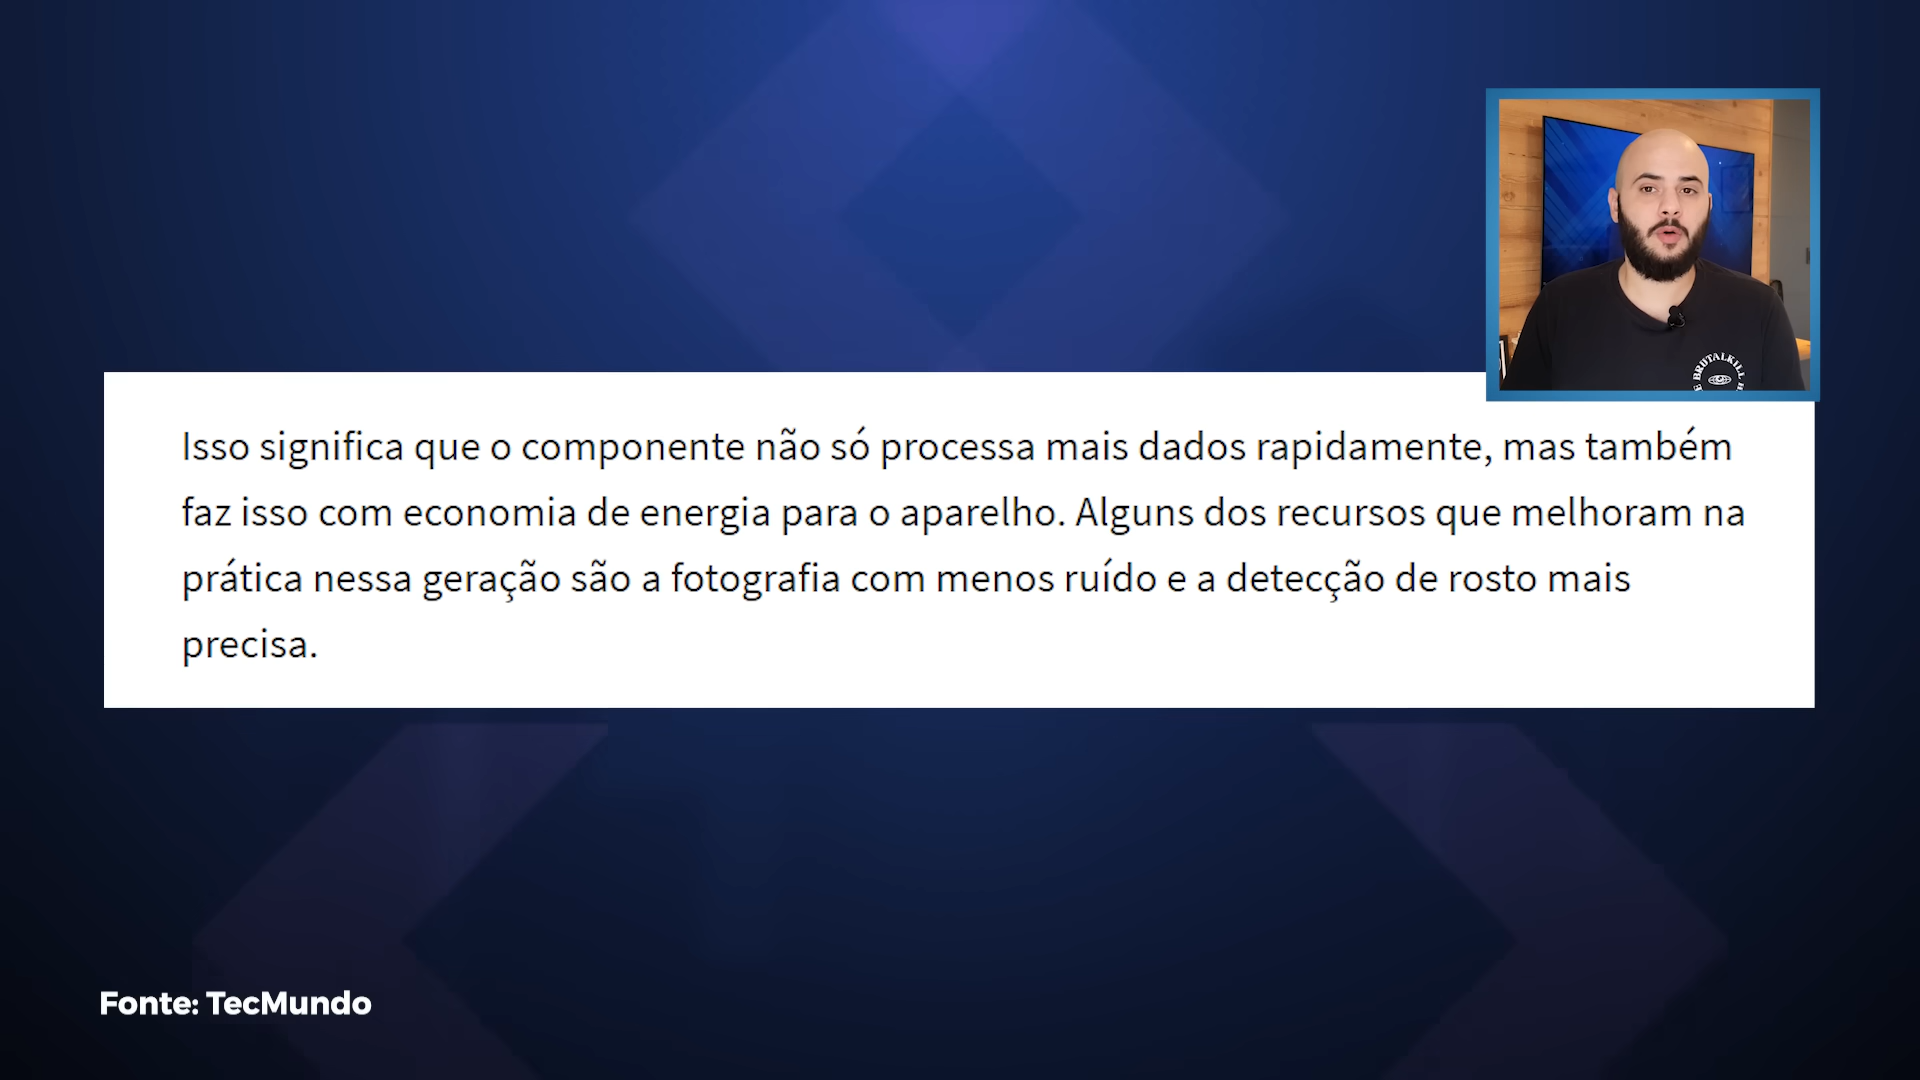 BRUTALKILL
Isso significa que o componente não só processa mais dados rapidamente, mas também
faz isso com economia de energia para o aparelho. Alguns dos recursos que melhoram na
prática nessa geração são a fotografia com menos ruído e a detecção de rosto mais
precisa.
Fonte: TecMundo